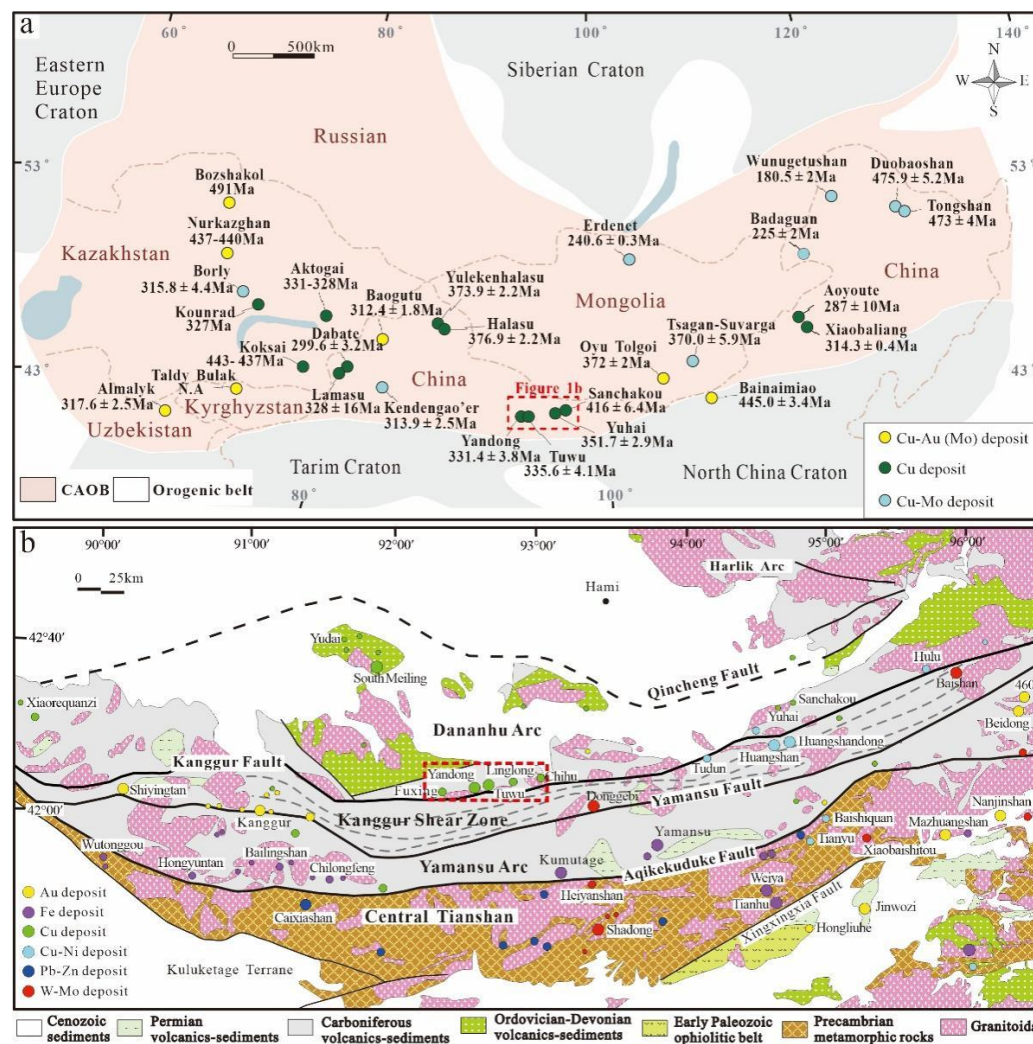 a
60°
80°
100°
120°
140°
0 500km
N
W E
S
Eastern
Europe
Craton
Siberian Craton
Russian
53°
53°
Bozshakol
491Ma
Nurkazghan
437-440Ma
Kazakhstan
Borly
315.8 ± 4.4Ma
Kounrad
327Ma
Aktogai
331-328Ma
Baogutu
312.4 ± 1.8Ma
Yulekenhalasu
373.9 ± 2.2Ma
Halasu
376.9 ± 2.2Ma
Dabate
299.6 ± 3.2Ma
Koksai
443- 437Ma
43°
43°
Taldy Bulak
N.A
Almalyk
317.6 ± 2.5Ma
Kyrghyzstan
Uzbekistan
Lamasu
328 ± 16Ma
Kendengao'er
313.9 ± 2.5Ma
China
Erdenet
240.6 ± 0.3Ma
Mongolia
Wunugetushan
180.5 ± 2Ma
Duobaoshan
475.9 ± 5.2Ma
Tongshan
473 ± 4Ma
Badaguan
225 ± 2Ma
China
Aoyoute
287 ± 10Ma
Xiaobaliang
314.3 ± 0.4Ma
Tsagan-Suvarga
370.0 ± 5.9Ma
Oyu Tolgoi
372 ± 2Ma
Bainaimiao
445.0 ± 3.4Ma
Figure 1b
Sanchakou
416 ± 6.4Ma
Yuhai
351.7 ± 2.9Ma
Yandong
331.4 ± 3.8Ma
Tuwu
335.6 ± 4.1Ma
Tarim Craton
North China Craton
80°
100°
CAOB
Orogenic belt
Cu-Au (Mo) deposit
Cu deposit
Cu-Mo deposit
b
90°00'
91°00'
92°00'
93°00'
94°00'
95°00'
96°00'
0 25km
Hami
Harlik Arc
42°40'
42°00'
Yudai
South Meiling
Qincheng Fault
Hulu
Baishan
460
Beidong
Xiaorequanzi
Dananhu Arc
Sanchakou
Yuhai
Huangshandong
Huangshan
Tudun
Kanggur Fault
Yandong
Linglong
Chihu
Fuxing
Tuwu
Shiyingtan
Kanggur
Kanggur Shear Zone
Donggebi
Yamansu Fault
Nanjinshan
Mazhuangshan
Baishiquan
Tianyu
Xiaobaishitou
Yamansu
Wutonggou
Hongyuntan
Bailingshan
Chilongfeng
Yamansu Arc
Kumutage
Aqikekuduke Fault
Weiya
Tianhu
Heiyanshan
Caixiashan
Central Tianshan
Shadong
Xingxingxia Fault
Jinwozi
Hongliuhe
Kuluketage Terrane
Au deposit
Fe deposit
Cu deposit
Cu-Ni deposit
Pb-Zn deposit
W-Mo deposit
Cenozoic
sediments
Permian
volcanics-sediments
Carboniferous
volcanics-sediments
Ordovician-Devonian
volcanics-sediments
Early Paleozoic
ophiolitic belt
Precambrian
metamorphic rocks
Granitoids